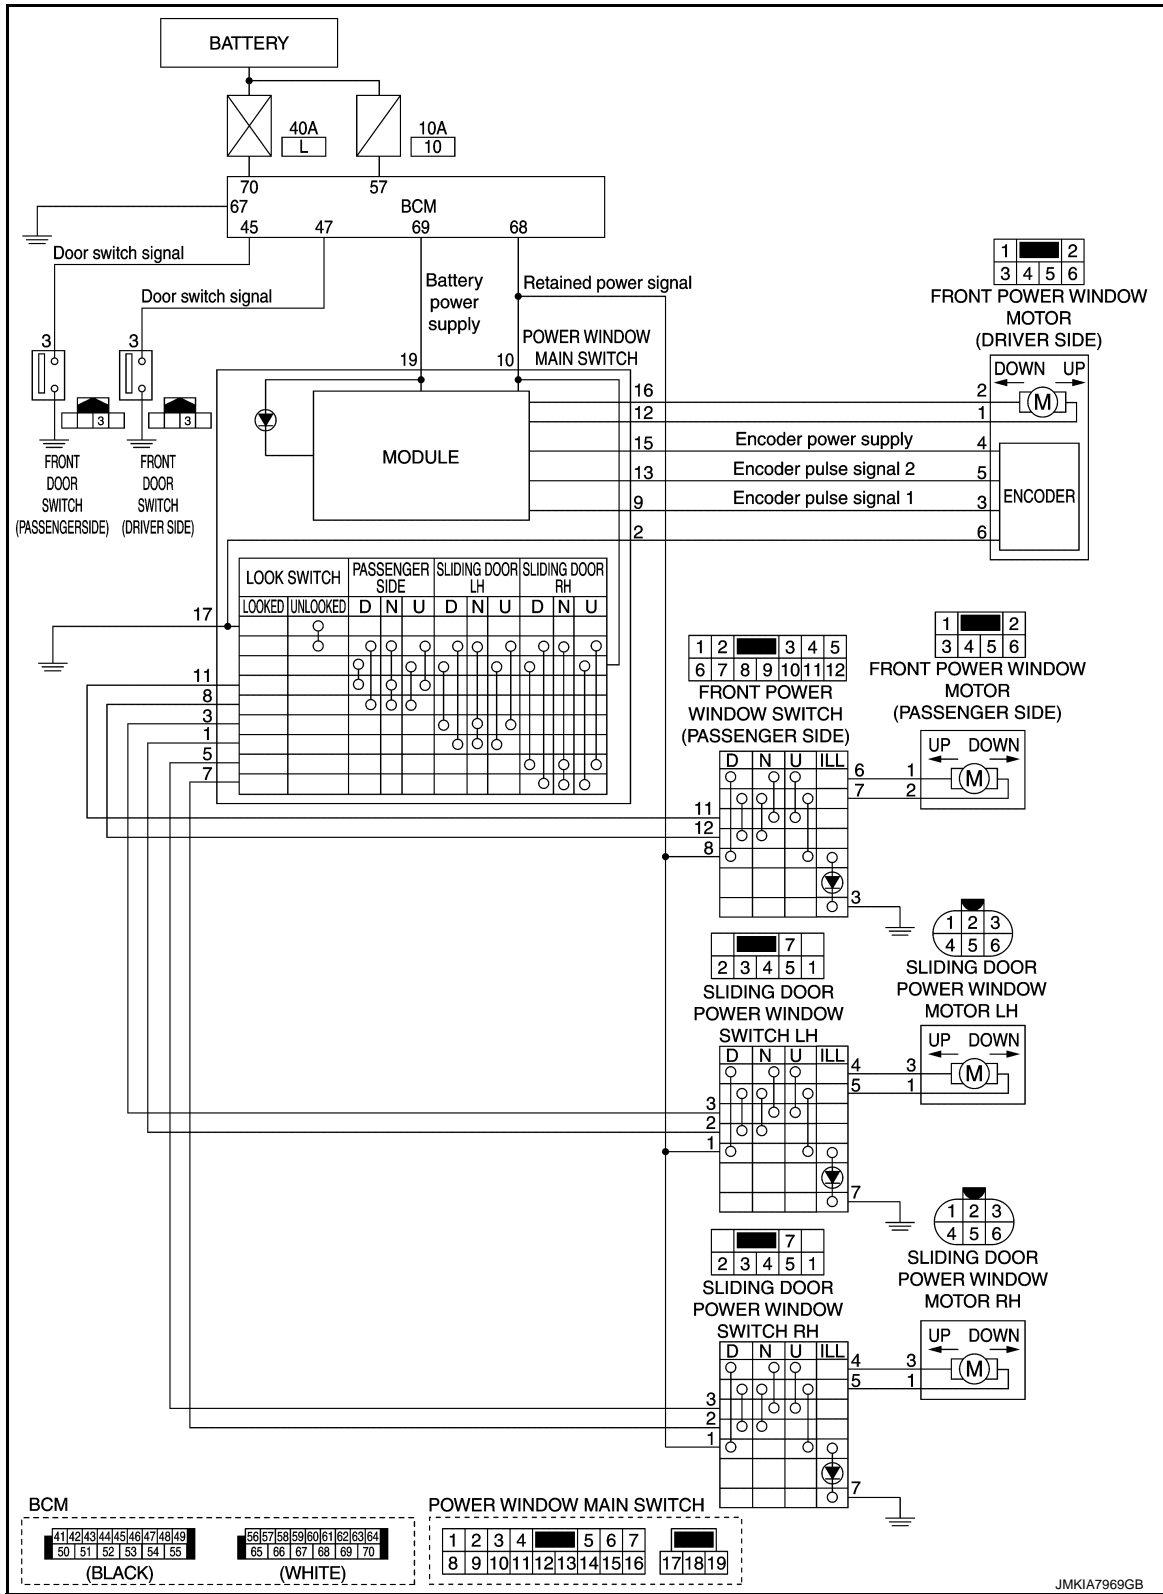 BATTERY
40A
L
10A
10
70
57
67
BCM
45
47
69
68
Door switch signal
Door switch signal
Battery
power
supply
Retained power signal
1 2
3 4 5 6
FRONT POWER WINDOW
MOTOR
(DRIVER SIDE)
3
3
3
3
FRONT
DOOR
SWITCH
(PASSENGERSIDE)
FRONT
DOOR
SWITCH
(DRIVER SIDE)
POWER WINDOW
MAIN SWITCH
19
10
MODULE
16
12
15
13
9
2
Encoder power supply
Encoder pulse signal 2
Encoder pulse signal 1
2
1
4
5
3
6
DOWN UP
M
ENCODER
LOOK SWITCH
PASSENGER
SIDE
SLIDING DOOR
LH
SLIDING DOOR
RH
LOOKED UNLOOKED D N U D N U D N U
17
11
8
3
1
5
7
1 2 3 4 5
6 7 8 9 10 11 12
FRONT POWER
WINDOW SWITCH
(PASSENGER SIDE)
1 2
3 4 5 6
FRONT POWER WINDOW
MOTOR
(PASSENGER SIDE)
D N U ILL
11
12
8
6
7
3
1
2
UP DOWN
M
7
2 3 4 5 1
SLIDING DOOR
POWER WINDOW
SWITCH LH
1 2 3
4 5 6
SLIDING DOOR
POWER WINDOW
MOTOR LH
D N U ILL
3
2
1
4
5
7
3
1
UP DOWN
M
7
2 3 4 5 1
SLIDING DOOR
POWER WINDOW
SWITCH RH
1 2 3
4 5 6
SLIDING DOOR
POWER WINDOW
MOTOR RH
D N U ILL
3
2
1
4
5
7
3
1
UP DOWN
M
BCM
41 42 43 44 45 46 47 48 49
50 51 52 53 54 55
(BLACK)
56 57 58 59 60 61 62 63 64
65 66 67 68 69 70
(WHITE)
POWER WINDOW MAIN SWITCH
1 2 3 4 5 6 7
8 9 10 11 12 13 14 15 16
17 18 19
JMKIA7969GB